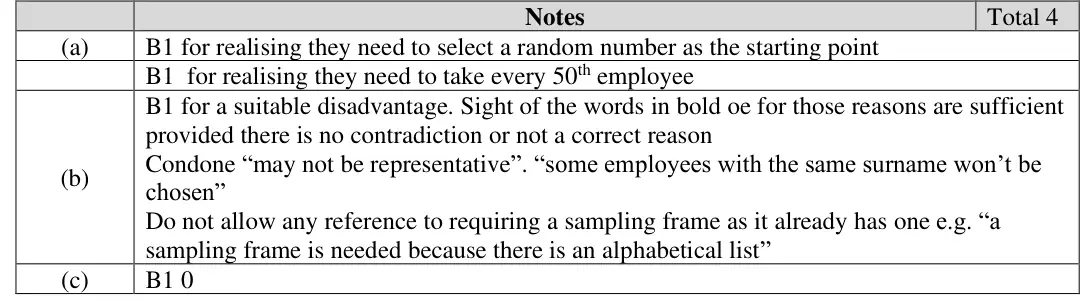 Notes Total 4
(a) B1 for realising they need to select a random number as the starting point
B1 for realising they need to take every 50th employee
(b) B1 for a suitable disadvantage. Sight of the words in bold oe for those reasons are sufficient
provided there is no contradiction or not a correct reason
Condone “may not be representative”. “some employees with the same surname won’t be
chosen”
Do not allow any reference to requiring a sampling frame as it already has one e.g. “a
sampling frame is needed because there is an alphabetical list”
(c) B1 0